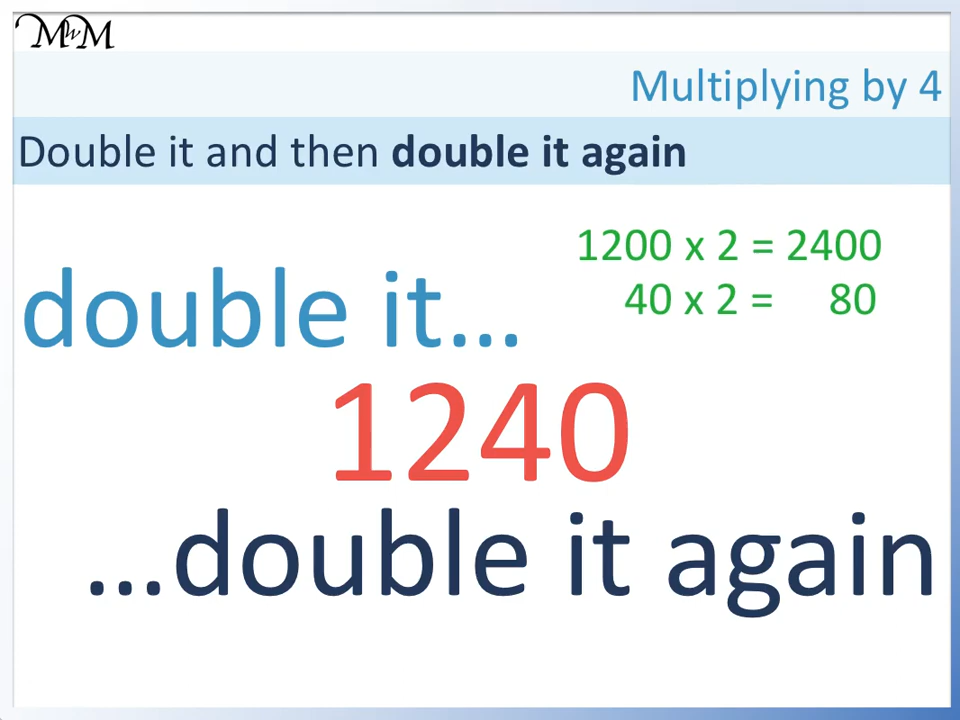 MwM
Multiplying by 4
Double it and then double it again
1200 x 2 = 2400
40 x 2 = 80
double it...
1240
...double it again